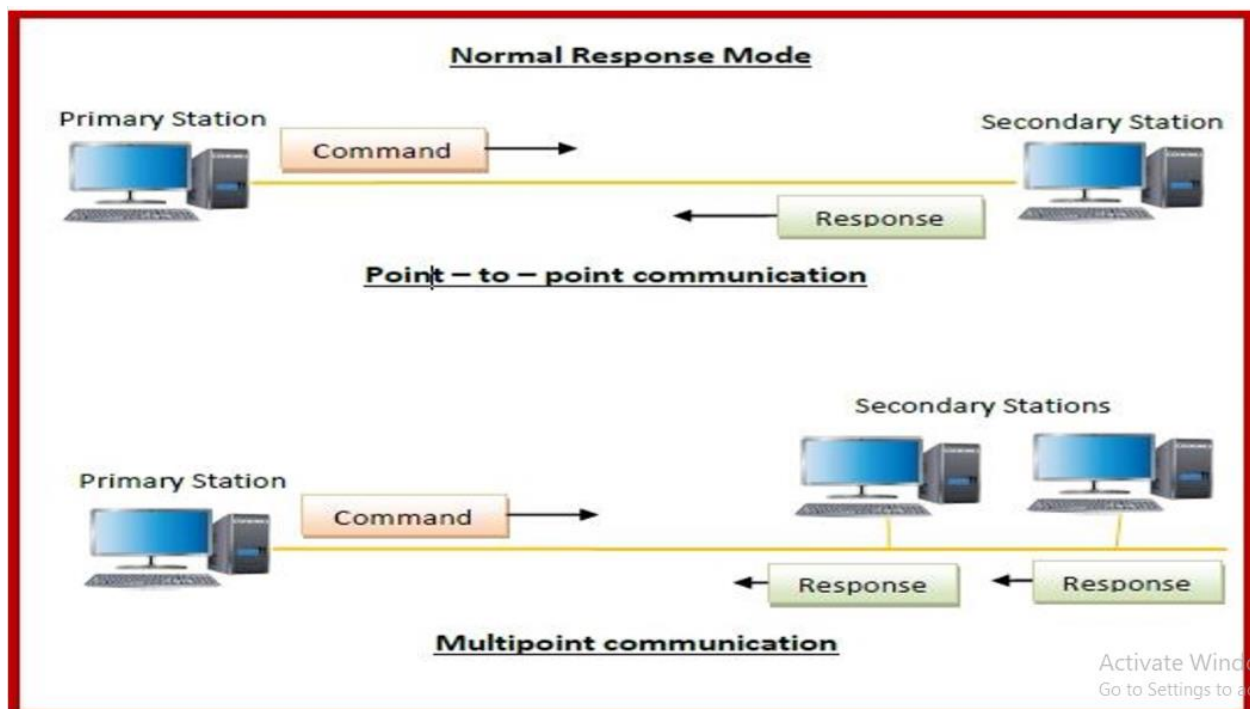 Normal Response Mode
Primary Station
Secondary Station
Command
Response
Point – to – point communication
Secondary Stations
Primary Station
Command
Response
Response
Multipoint communication
Activate Windo
Go to Settings to a